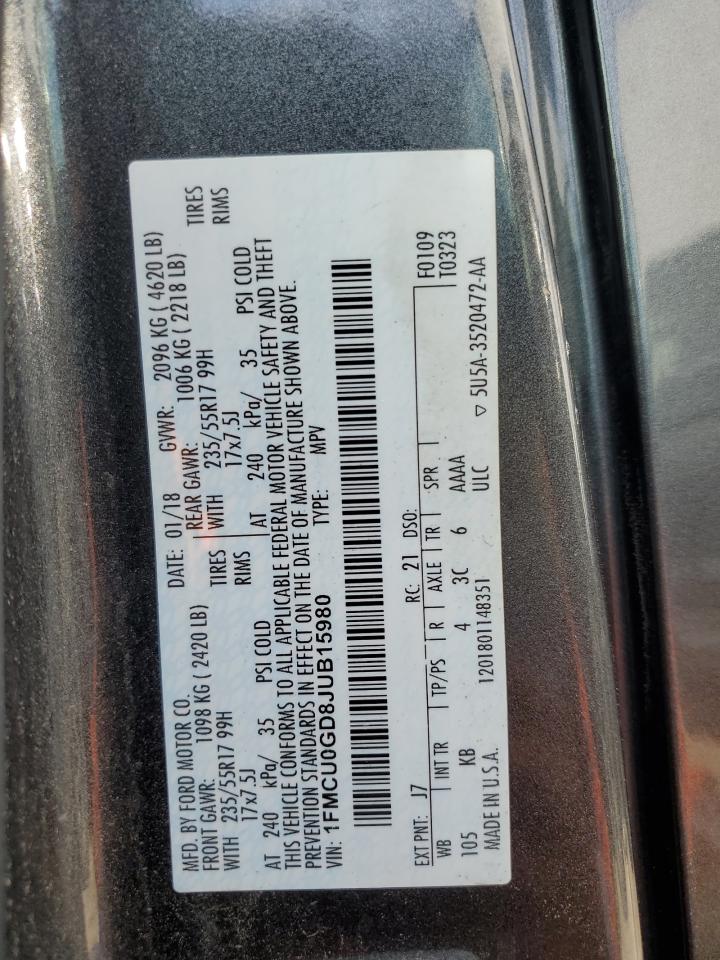 MFD. BY FORD MOTOR CO. DATE: 01/18 GVWR: 2096 KG ( 4620 LB)
FRONT GAWR: 1098 KG ( 2420 LB) REAR GAWR: 1006 KG ( 2218 LB)
WITH 235/55R17 99H TIRES WITH 235/55R17 99H TIRES
17x7.5J RIMS 17x7.5J RIMS
AT 240 kPa/ 35 PSI COLD AT 240 kPa/ 35 PSI COLD
THIS VEHICLE CONFORMS TO ALL APPLICABLE FEDERAL MOTOR VEHICLE SAFETY AND THEFT
PREVENTION STANDARDS IN EFFECT ON THE DATE OF MANUFACTURE SHOWN ABOVE.
VIN: 1FMCU0GD8JUB15980 TYPE: MPV
EXT PNT: J7 RC: 21 DSO: F0109
WB INT TR TP/PS R AXLE TR SPR T0323
105 KB 4 3C 6 AAAA
MADE IN U.S.A. 1201801148351 ULC ▽ 5U5A-3520472-AA